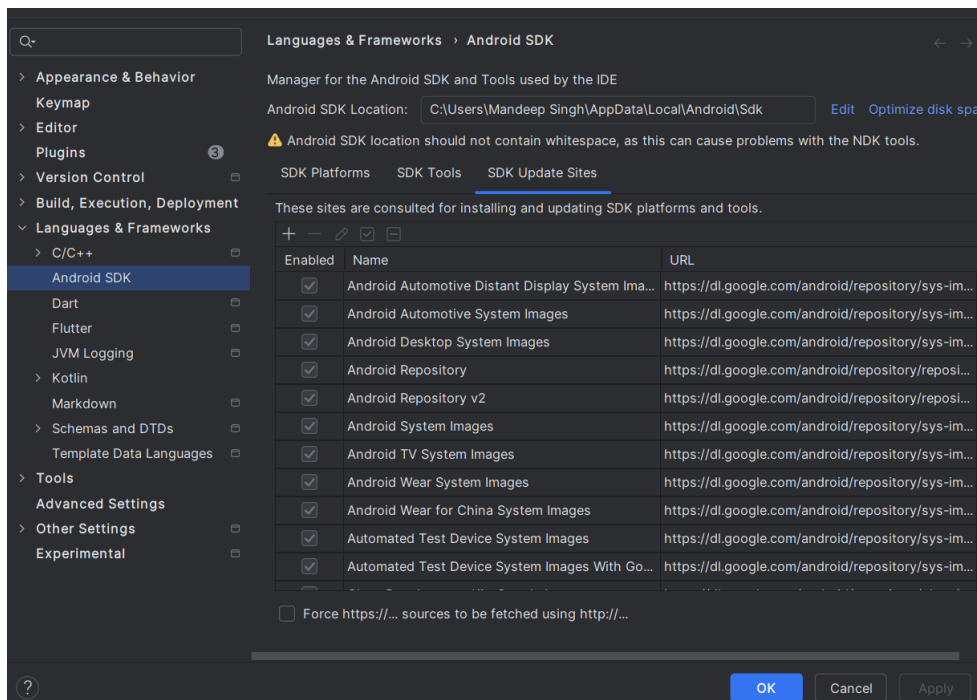 Languages & Frameworks › Android SDK
Appearance & Behavior
Keymap
Editor
Plugins 3
Version Control
Build, Execution, Deployment
Languages & Frameworks
C/C++
Android SDK
Dart
Flutter
JVM Logging
Kotlin
Markdown
Schemas and DTDs
Template Data Languages
Tools
Advanced Settings
Other Settings
Experimental
Manager for the Android SDK and Tools used by the IDE
Android SDK Location: C:\Users\Mandeep Singh\AppData\Local\Android\Sdk Edit Optimize disk spa
Android SDK location should not contain whitespace, as this can cause problems with the NDK tools.
SDK Platforms SDK Tools SDK Update Sites
These sites are consulted for installing and updating SDK platforms and tools.
Enabled Name URL
Android Automotive Distant Display System Ima... https://dl.google.com/android/repository/sys-im...
Android Automotive System Images https://dl.google.com/android/repository/sys-im...
Android Desktop System Images https://dl.google.com/android/repository/sys-im...
Android Repository https://dl.google.com/android/repository/reposi...
Android Repository v2 https://dl.google.com/android/repository/reposi...
Android System Images https://dl.google.com/android/repository/sys-im...
Android TV System Images https://dl.google.com/android/repository/sys-im...
Android Wear System Images https://dl.google.com/android/repository/sys-im...
Android Wear for China System Images https://dl.google.com/android/repository/sys-im...
Automated Test Device System Images https://dl.google.com/android/repository/sys-im...
Automated Test Device System Images With Go... https://dl.google.com/android/repository/sys-im...
Force https://... sources to be fetched using http://...
? OK Cancel Apply